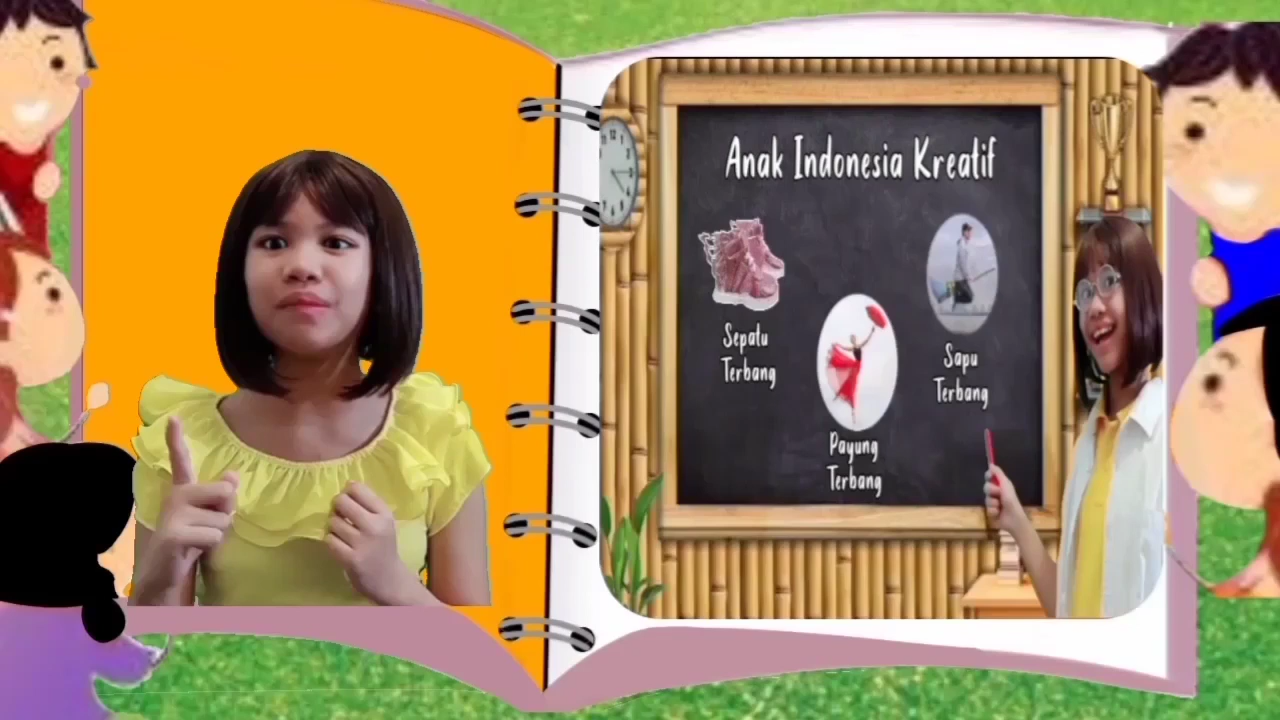 Anak Indonesia Kreatif
Sepatu
Terbang
Payung
Terbang
Sapu
Terbang